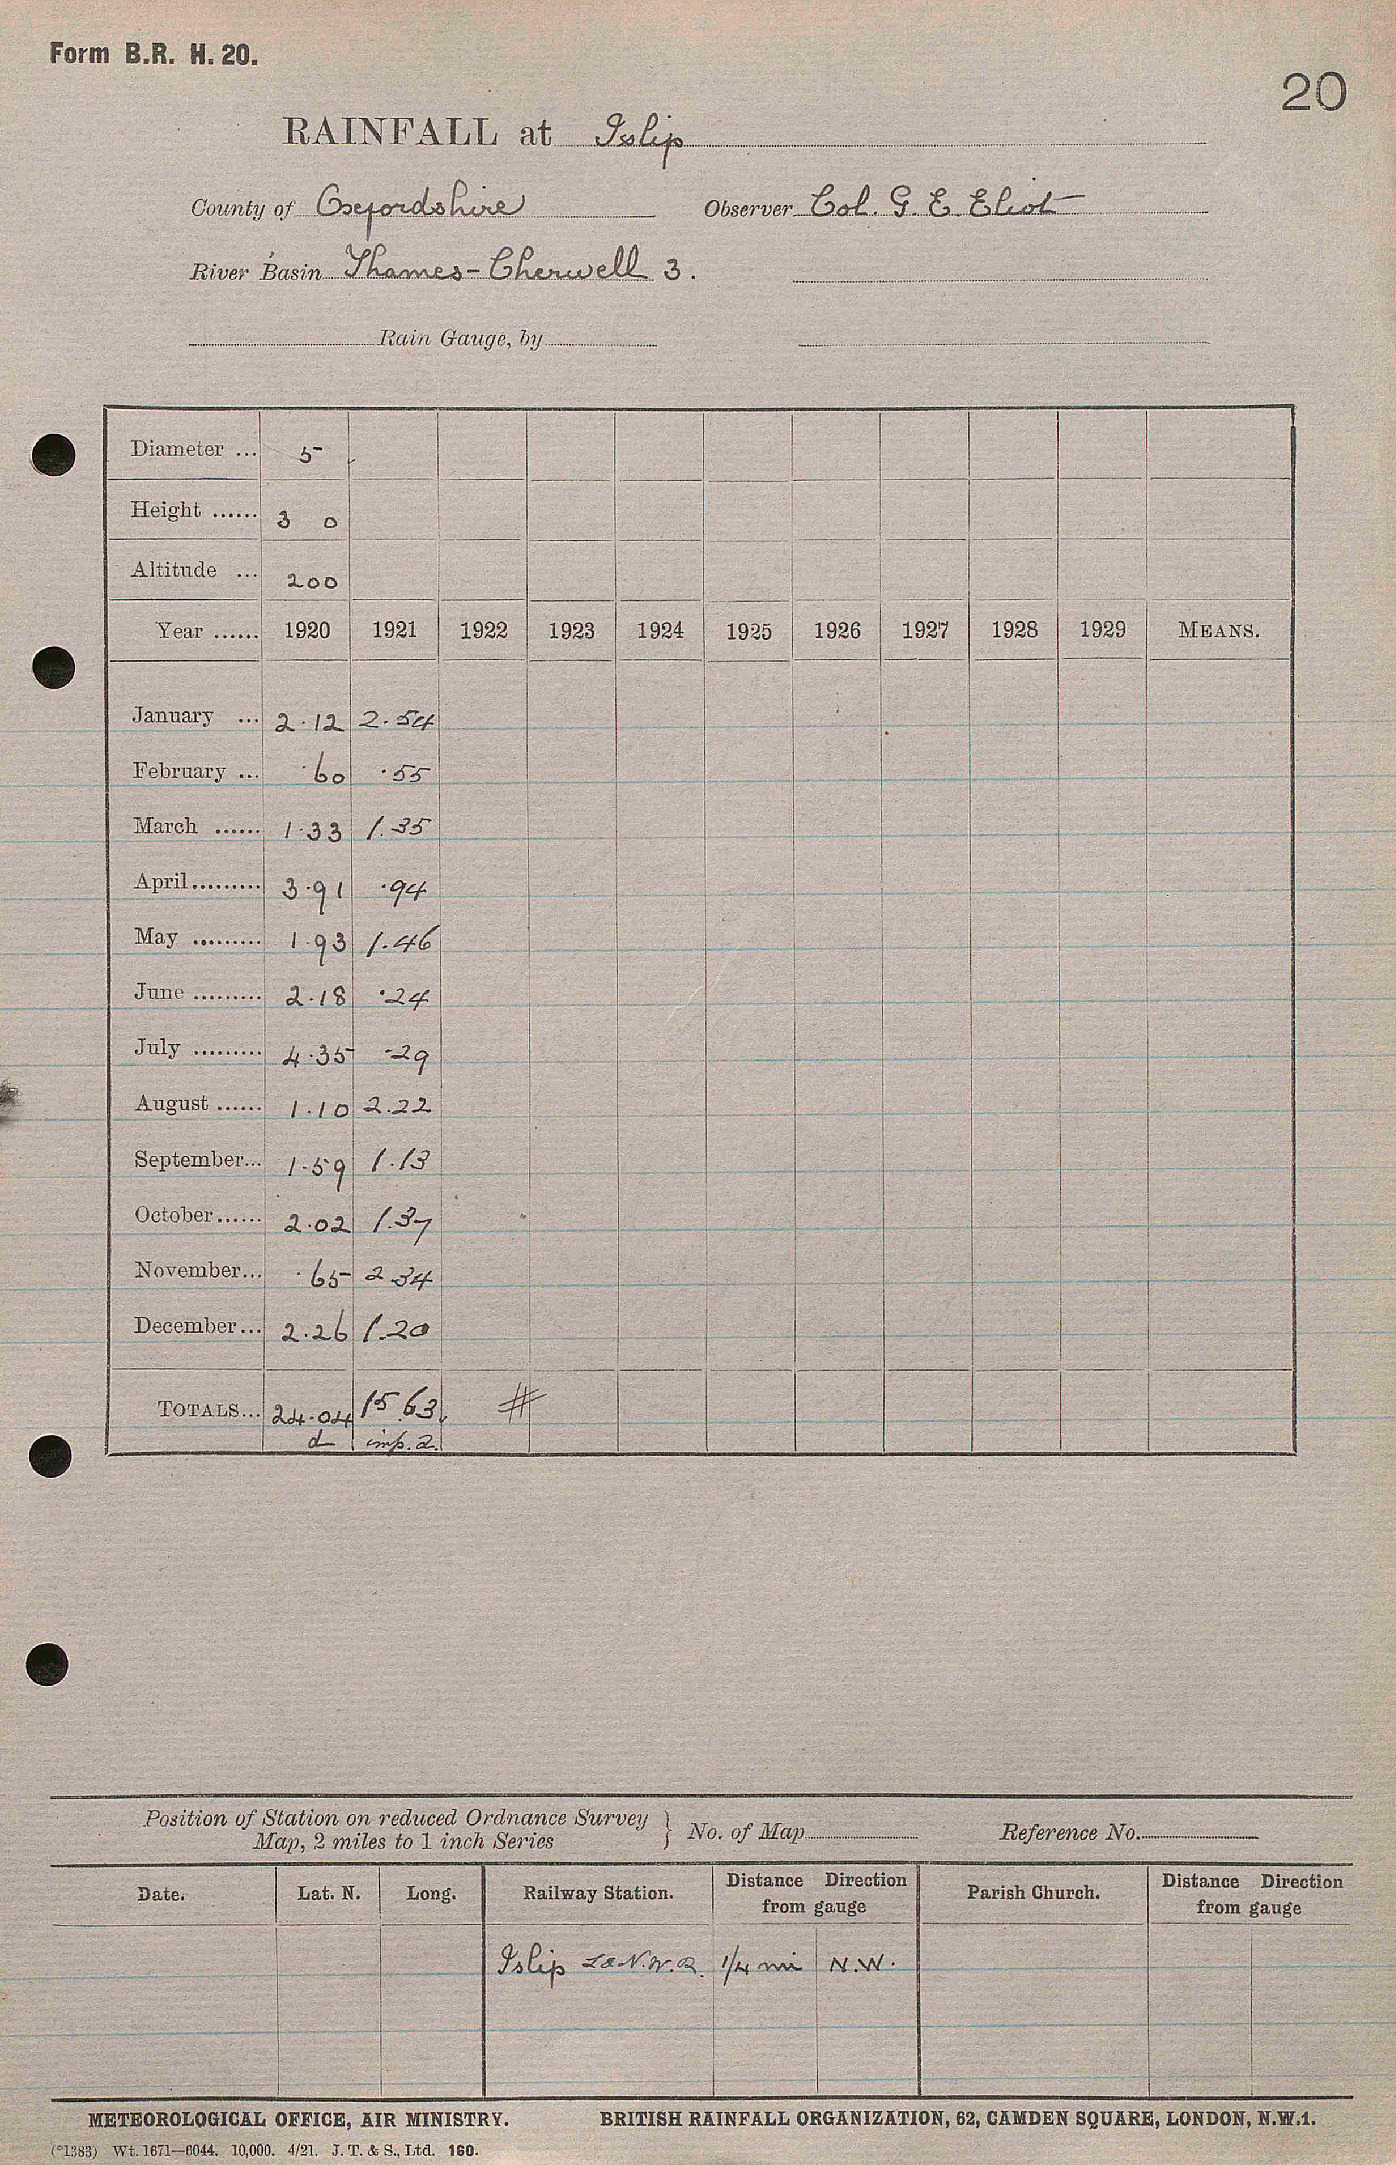 Form B.R. H. 20.
20
RAINFALL at Islip
County of Oxfordshire Observer Col. G. E. Eliot
River Basin Thames-Cherwell 3.
Rain Gauge, by
Diameter ... 5
Height ...... 3 0
Altitude ... 200
Year ...... 1920 1921 1922 1923 1924 1925 1926 1927 1928 1929 MEANS.
January ... 2.12 2.54
February ... .60 .55
March ...... 1.33 1.35
April ......... 3.91 .94
May ......... 1.93 1.46
June ......... 2.18 .24
July ......... 4.35 .29
August ...... 1.10 2.22
September... 1.59 1.13
October ...... 2.02 1.37
November... .65 2 34
December... 2.26 1.20
TOTALS... 24.04 15.63 #
d imp. 2.
Position of Station on reduced Ordnance Survey
Map, 2 miles to 1 inch Series } No. of Map Reference No.
Date. Lat. N. Long. Railway Station. Distance Direction from gauge Parish Church. Distance Direction from gauge
Islip L&N.W.R. 1/4 mi N.W.
METEOROLOGICAL OFFICE, AIR MINISTRY. BRITISH RAINFALL ORGANIZATION, 62, CAMDEN SQUARE, LONDON, N.W.1.
(*1383) Wt. 1671—6044. 10,000. 4/21. J. T. & S., Ltd. 160.